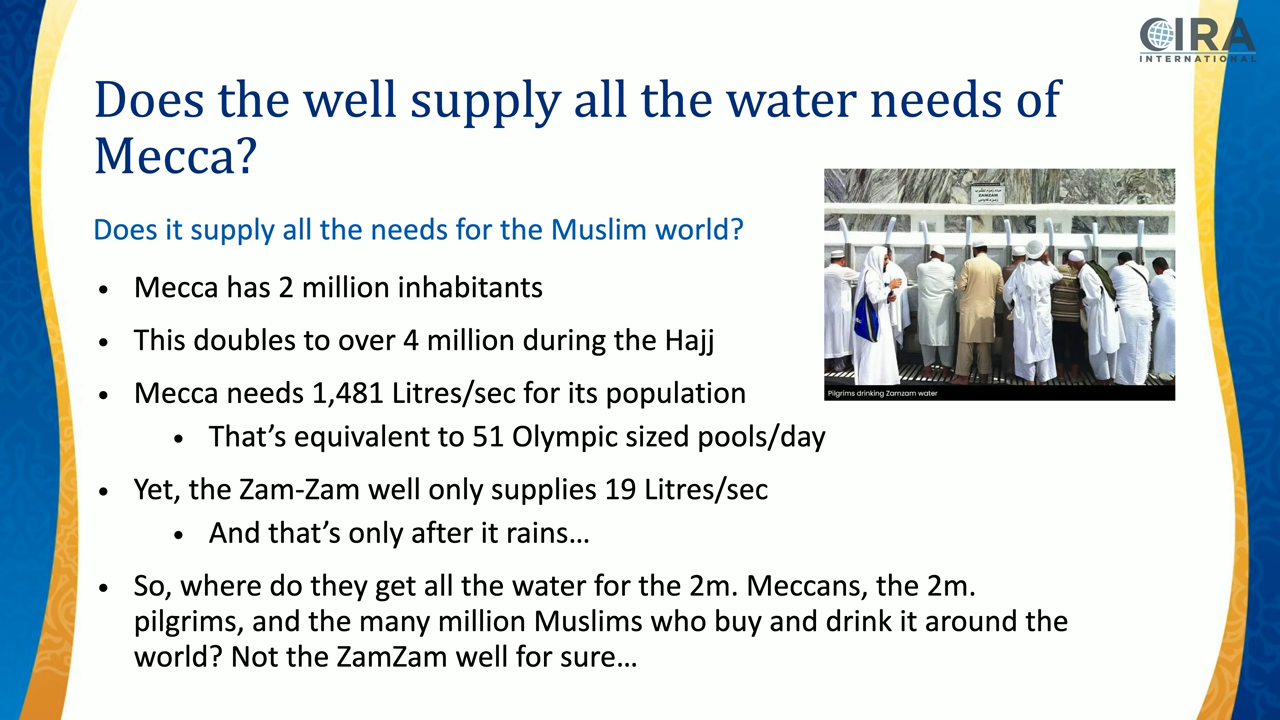 CIRA
INTERNATIONAL
Does the well supply all the water needs of
Mecca?
Does it supply all the needs for the Muslim world?
• Mecca has 2 million inhabitants
• This doubles to over 4 million during the Hajj
• Mecca needs 1,481 Litres/sec for its population
• That’s equivalent to 51 Olympic sized pools/day
• Yet, the Zam-Zam well only supplies 19 Litres/sec
• And that’s only after it rains…
• So, where do they get all the water for the 2m. Meccans, the 2m.
pilgrims, and the many million Muslims who buy and drink it around the
world? Not the ZamZam well for sure…
ZAMZAM
Pilgrims drinking Zamzam water